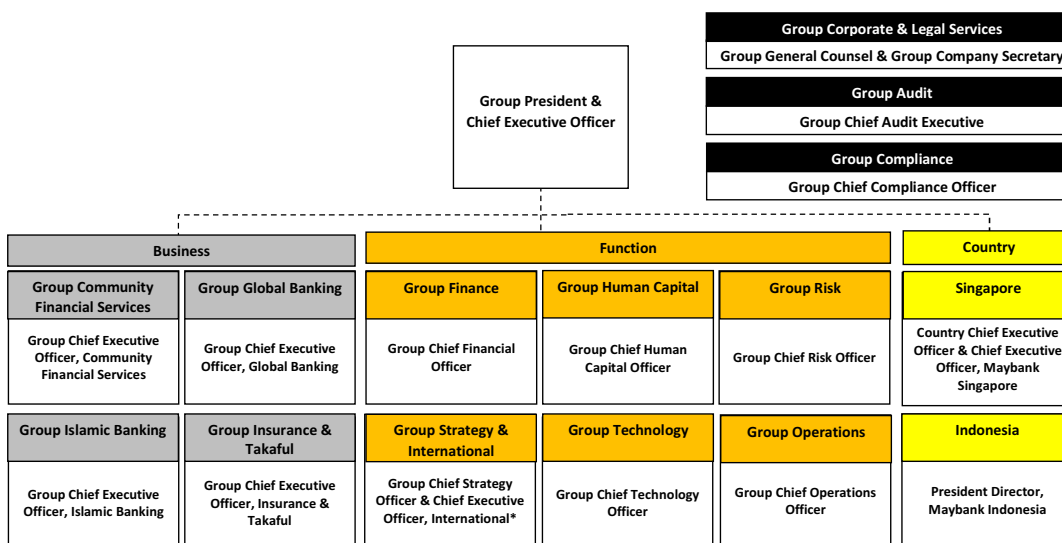 Group Corporate & Legal Services
Group General Counsel & Group Company Secretary
Group President &
Chief Executive Officer
Group Audit
Group Chief Audit Executive
Group Compliance
Group Chief Compliance Officer
Business
Function
Country
Group Community
Financial Services
Group Global Banking
Group Finance
Group Human Capital
Group Risk
Singapore
Group Chief Executive
Officer, Community
Financial Services
Group Chief Executive
Officer, Global Banking
Group Chief Financial
Officer
Group Chief Human
Capital Officer
Group Chief Risk Officer
Country Chief Executive
Officer & Chief Executive
Officer, Maybank
Singapore
Group Islamic Banking
Group Insurance &
Takaful
Group Strategy &
International
Group Technology
Group Operations
Indonesia
Group Chief Executive
Officer, Islamic Banking
Group Chief Executive
Officer, Insurance &
Takaful
Group Chief Strategy
Officer & Chief Executive
Officer, International*
Group Chief Technology
Officer
Group Chief Operations
Officer
President Director,
Maybank Indonesia